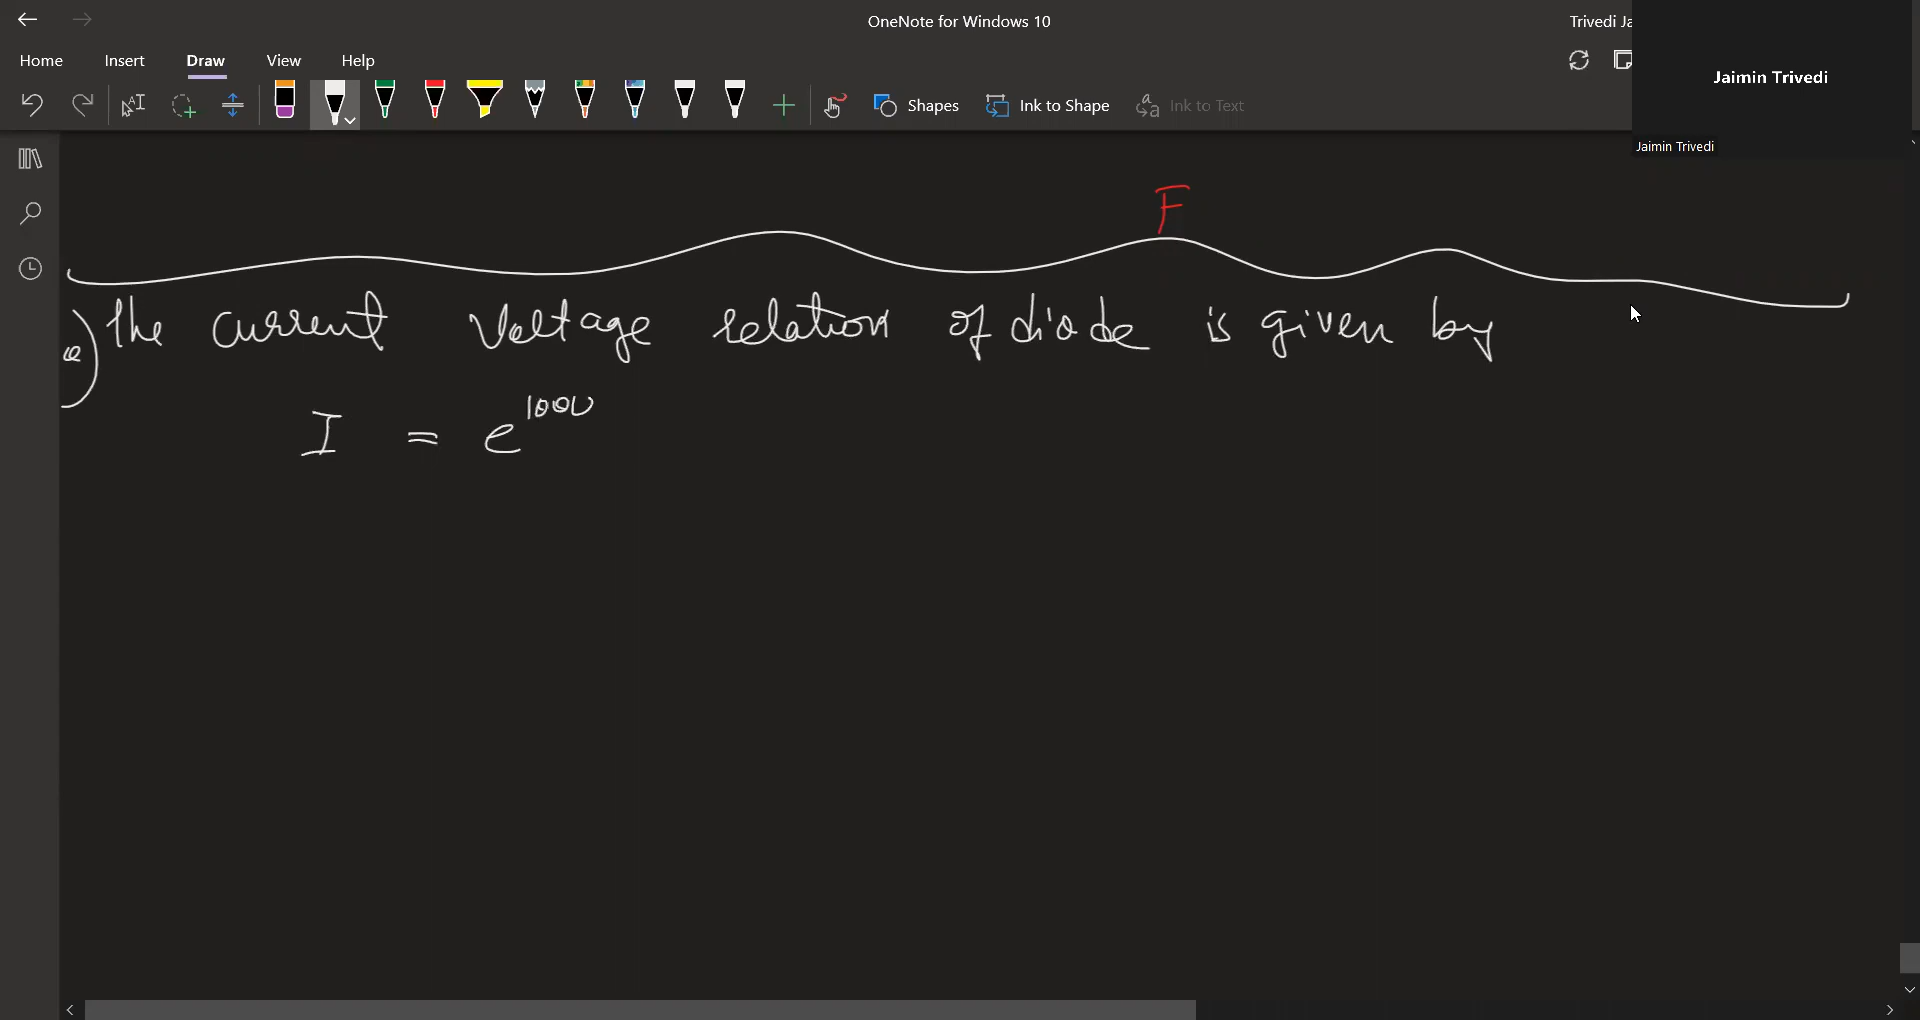 OneNote for Windows 10
Trivedi Ja
Home Insert Draw View Help
Jaimin Trivedi
Shapes Ink to Shape Ink to Text
Jaimin Trivedi
F
Q) The current voltage relation of diode is given by
I = e^100V